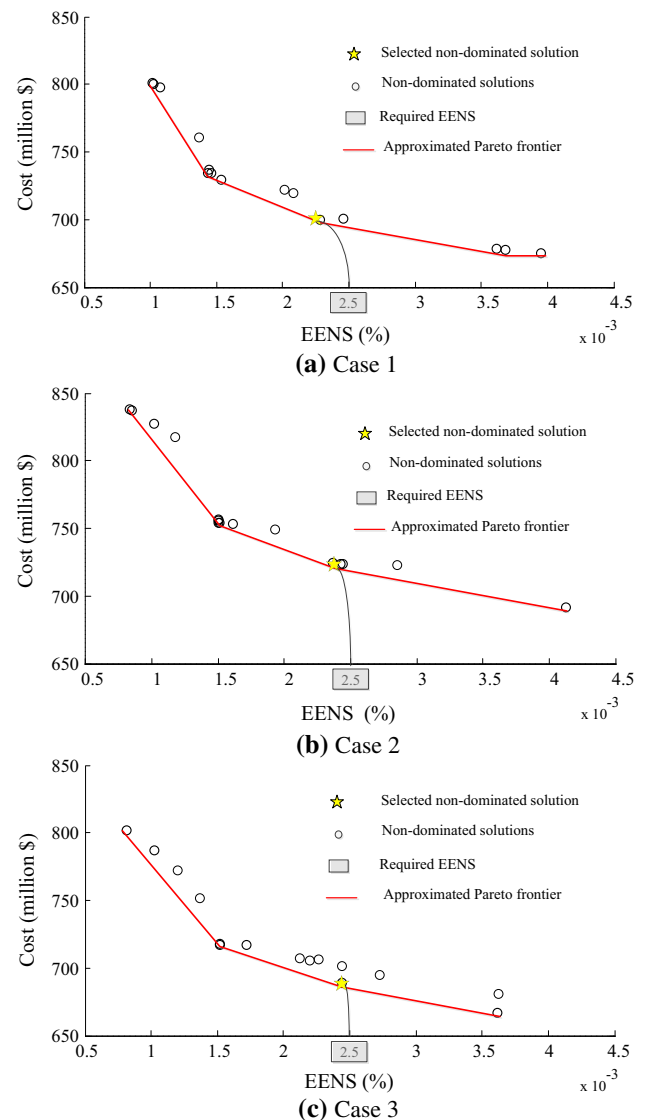 850
800
750
700
650
Cost (million $)
Selected non-dominated solution
Non-dominated solutions
Required EENS
Approximated Pareto frontier
0.5 1 1.5 2 2.5 3 3.5 4 4.5
EENS (%)
x 10-3
(a) Case 1
850
800
750
700
650
Cost (million $)
Selected non-dominated solution
Non-dominated solutions
Required EENS
Approximated Pareto frontier
0.5 1 1.5 2 2.5 3 3.5 4 4.5
EENS (%)
x 10-3
(b) Case 2
850
800
750
700
650
Cost (million $)
Selected non-dominated solution
Non-dominated solutions
Required EENS
Approximated Pareto frontier
0.5 1 1.5 2 2.5 3 3.5 4 4.5
EENS (%)
x 10-3
(c) Case 3